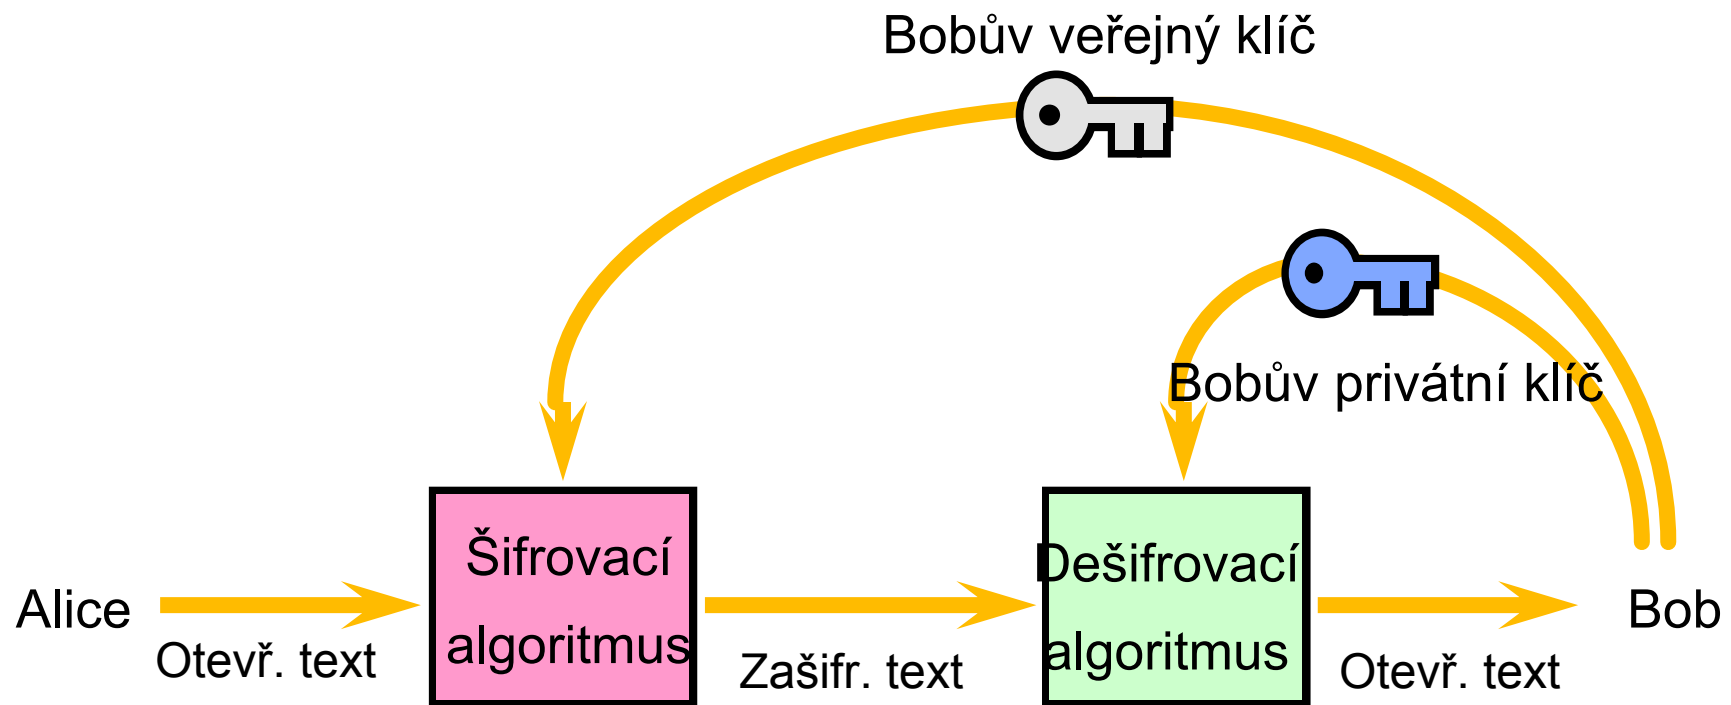 Bobův veřejný klíč
Bobův privátní klíč
Šifrovací
algoritmus
Dešifrovací
algoritmus
Alice
Bob
Otevř. text
Zašifr. text
Otevř. text